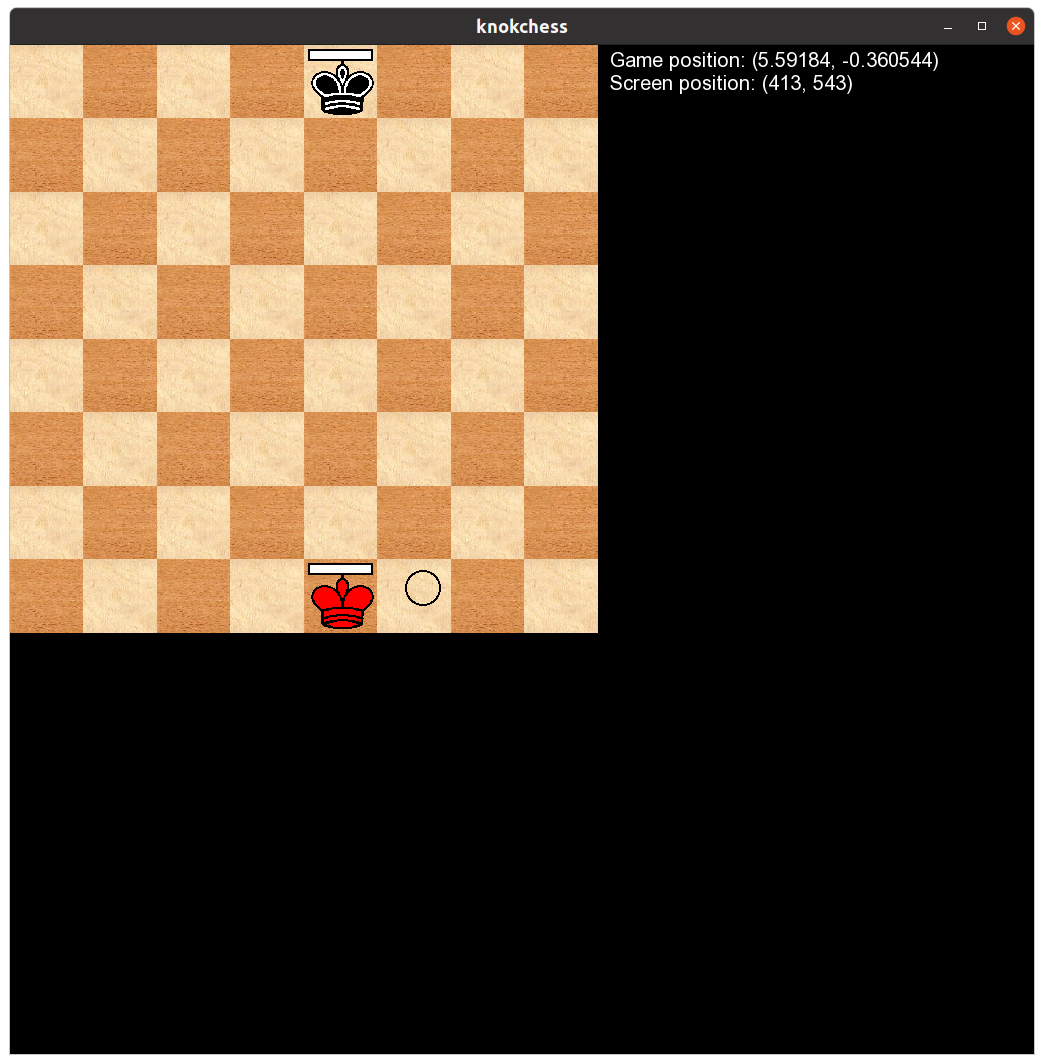 knokchess
Game position: (5.59184, -0.360544)
Screen position: (413, 543)